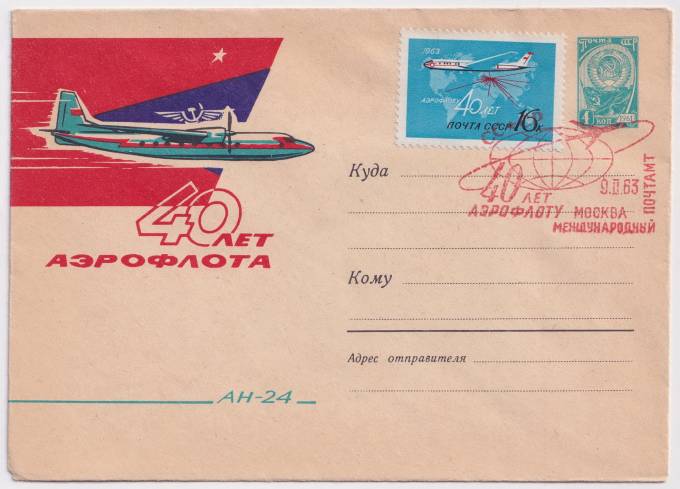 40 ЛЕТ
АЭРОФЛОТА
АН-24
1963
АЭРОФЛОТУ 40 ЛЕТ
ПОЧТА СССР 16 к
ПОЧТА СССР
4 КОП 1961
Куда
40 ЛЕТ
АЭРОФЛОТУ
9.II.63
МОСКВА
МЕЖДУНАРОДНЫЙ
ПОЧТАМТ
Кому
Адрес отправителя